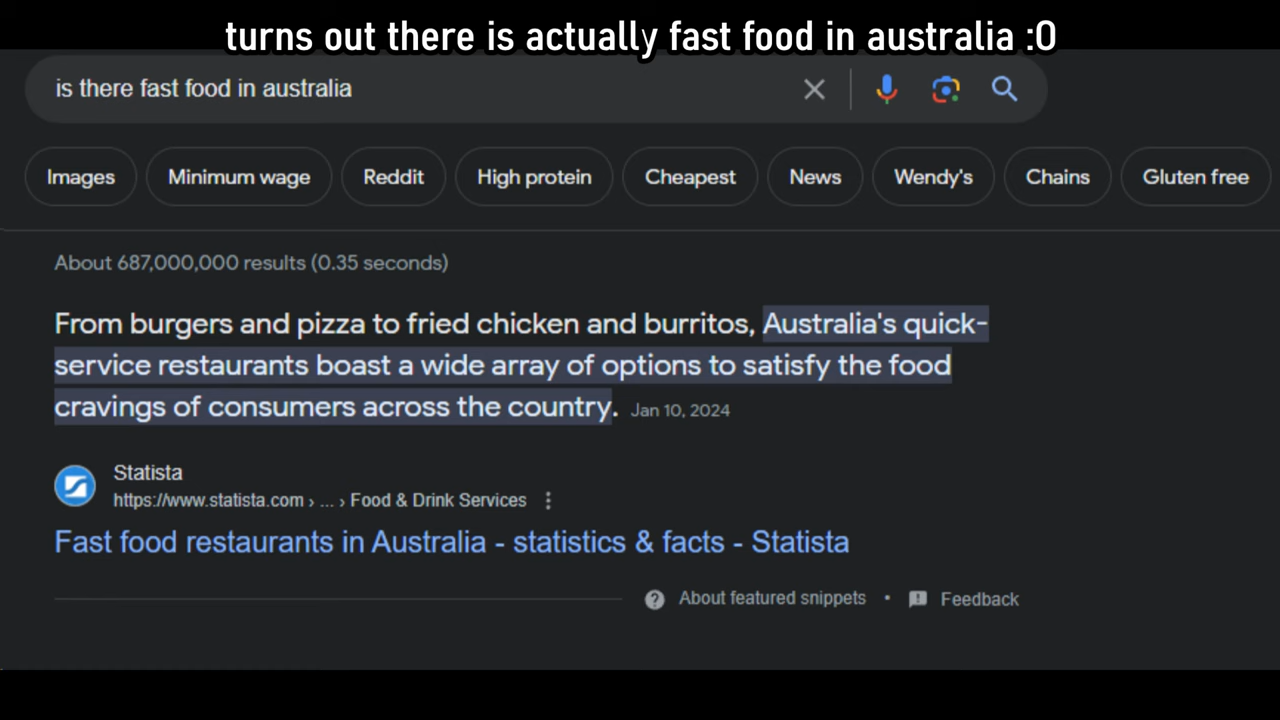 turns out there is actually fast food in australia :O
is there fast food in australia
Images Minimum wage Reddit High protein Cheapest News Wendy's Chains Gluten free
About 687,000,000 results (0.35 seconds)
From burgers and pizza to fried chicken and burritos, Australia's quick-
service restaurants boast a wide array of options to satisfy the food
cravings of consumers across the country. Jan 10, 2024
Statista
https://www.statista.com › ... › Food & Drink Services
Fast food restaurants in Australia - statistics & facts - Statista
About featured snippets • Feedback